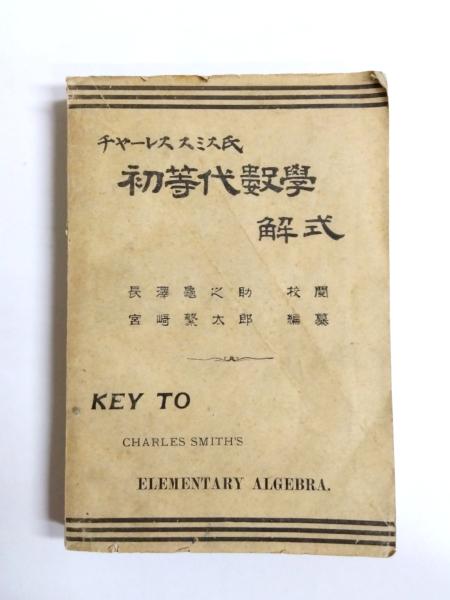 チャーレス スミス氏
初等代數學
解式
長澤龜之助 校閲
宮崎繁太郎 編纂
KEY TO
CHARLES SMITH'S
ELEMENTARY ALGEBRA.